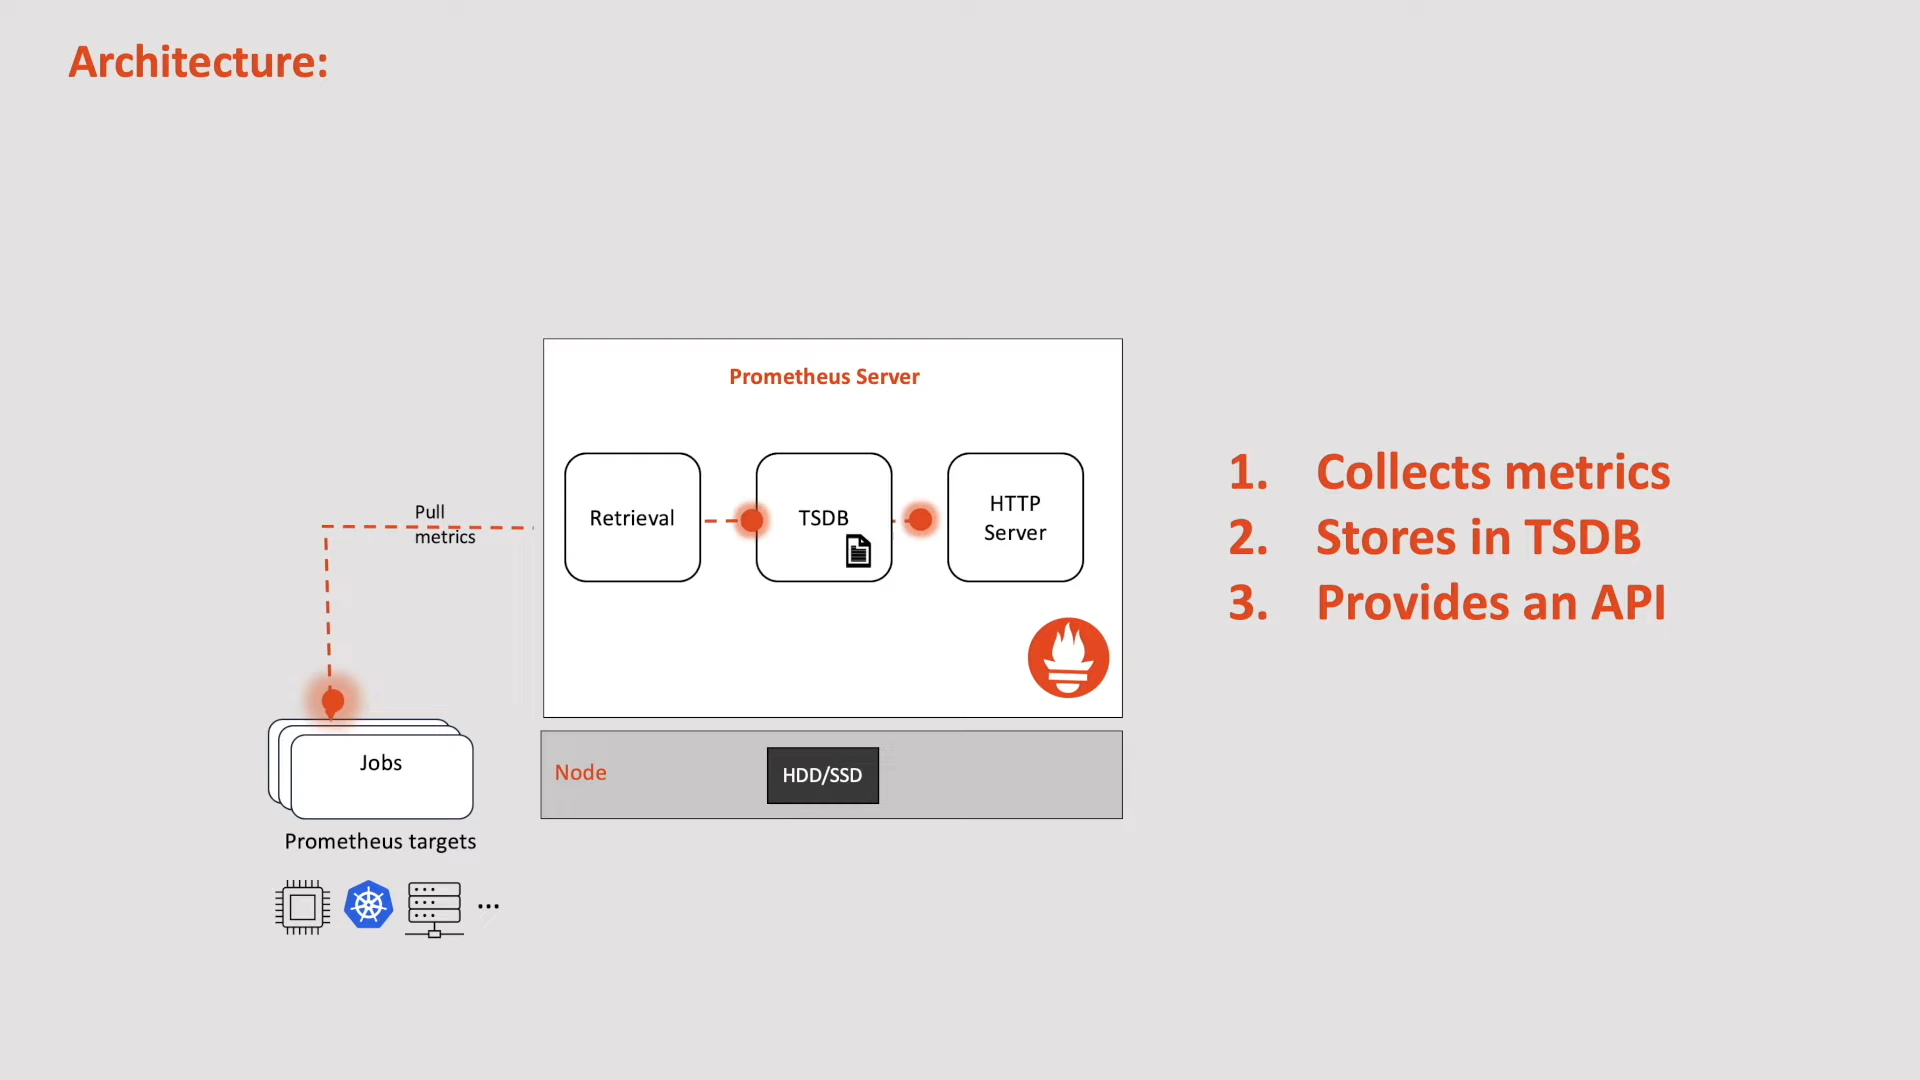 Architecture:
Prometheus Server
Retrieval
TSDB
HTTP
Server
Pull
metrics
1. Collects metrics
2. Stores in TSDB
3. Provides an API
Jobs
Node
HDD/SSD
Prometheus targets
...